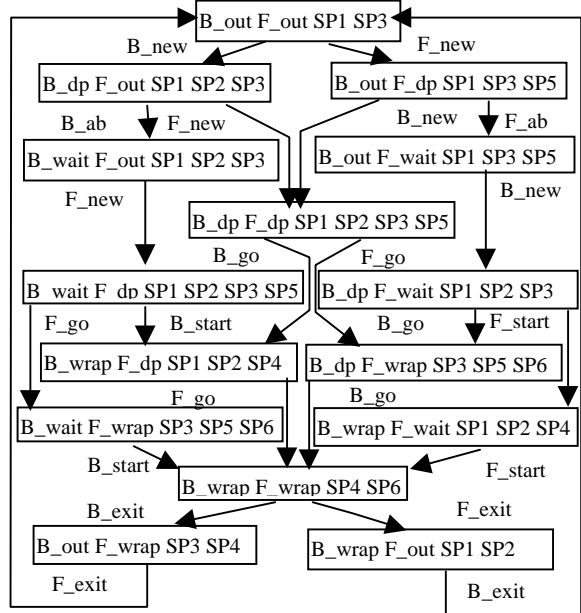 B_out F_out SP1 SP3
B_new
F_new
B_dp F_out SP1 SP2 SP3
B_out F_dp SP1 SP3 SP5
B_ab
F_new
B_new
F_ab
B_wait F_out SP1 SP2 SP3
B_out F_wait SP1 SP3 SP5
F_new
B_new
B_dp F_dp SP1 SP2 SP3 SP5
B_go
F_go
B_wait F_dp SP1 SP2 SP3 SP5
B_dp F_wait SP1 SP2 SP3
F_go
B_start
B_go
F_start
B_wrap F_dp SP1 SP2 SP4
B_dp F_wrap SP3 SP5 SP6
F_go
B_go
B_wait F_wrap SP3 SP5 SP6
B_wrap F_wait SP1 SP2 SP4
B_start
F_start
B_wrap F_wrap SP4 SP6
B_exit
F_exit
B_out F_wrap SP3 SP4
B_wrap F_out SP1 SP2
F_exit
B_exit